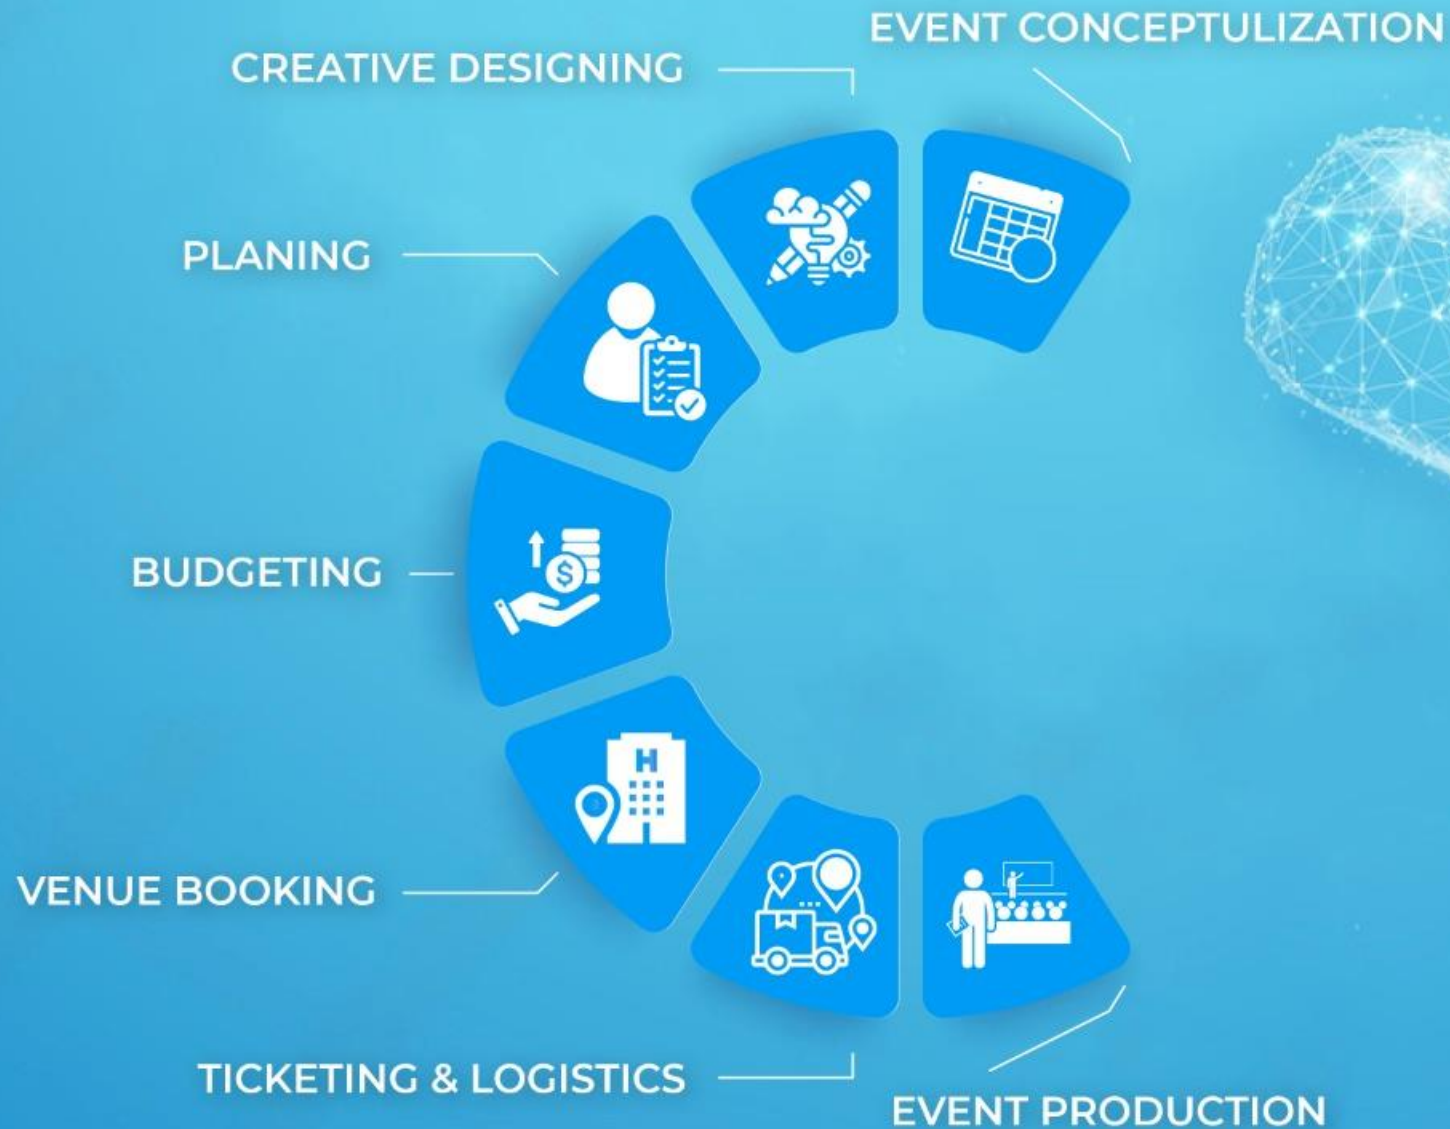 EVENT CONCEPTULIZATION
CREATIVE DESIGNING
PLANING
BUDGETING
$
H
VENUE BOOKING
TICKETING & LOGISTICS
EVENT PRODUCTION